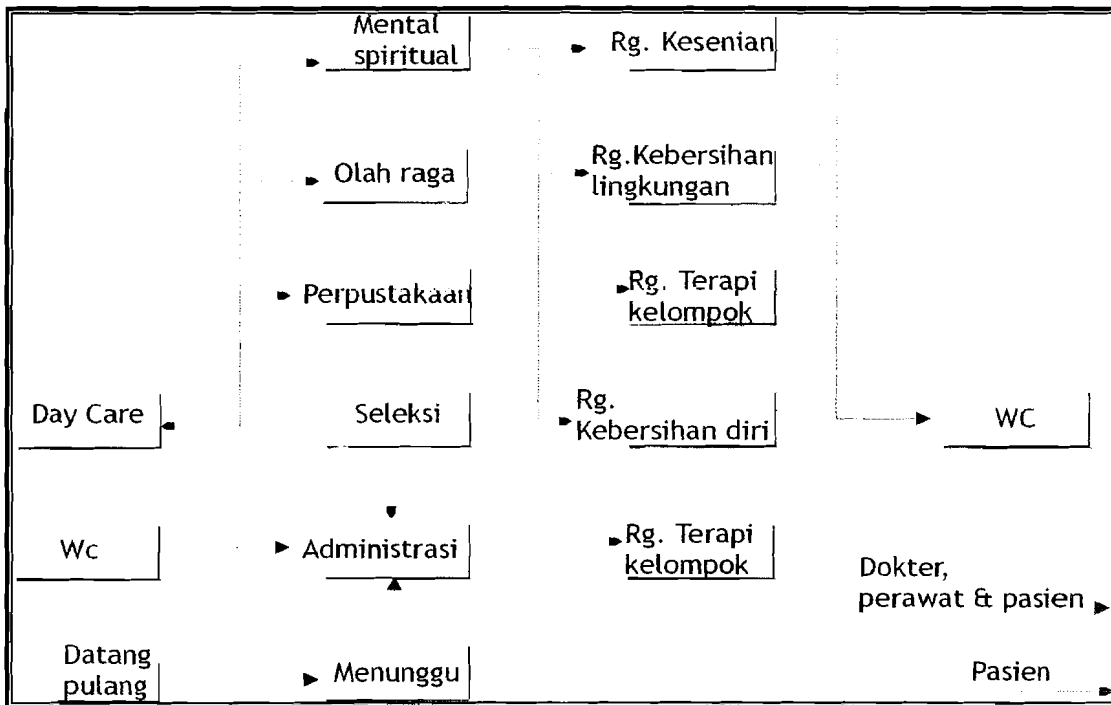 Mental
spiritual
Rg. Kesenian
Olah raga
Rg.Kebersihan
lingkungan
Perpustakaan
Rg. Terapi
kelompok
Day Care
Seleksi
Rg.
Kebersihan diri
WC
Wc
Administrasi
Rg. Terapi
kelompok
Dokter,
perawat & pasien
Datang
pulang
Menunggu
Pasien